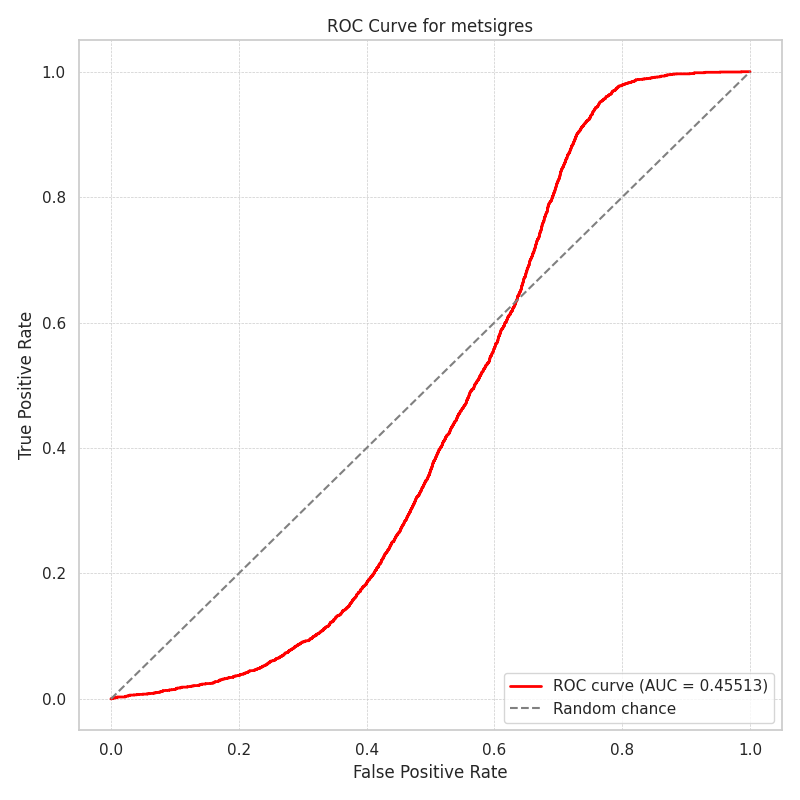 ROC Curve for metsigres
True Positive Rate
1.0
0.8
0.6
0.4
0.2
0.0
ROC curve (AUC = 0.45513)
Random chance
0.0 0.2 0.4 0.6 0.8 1.0
False Positive Rate